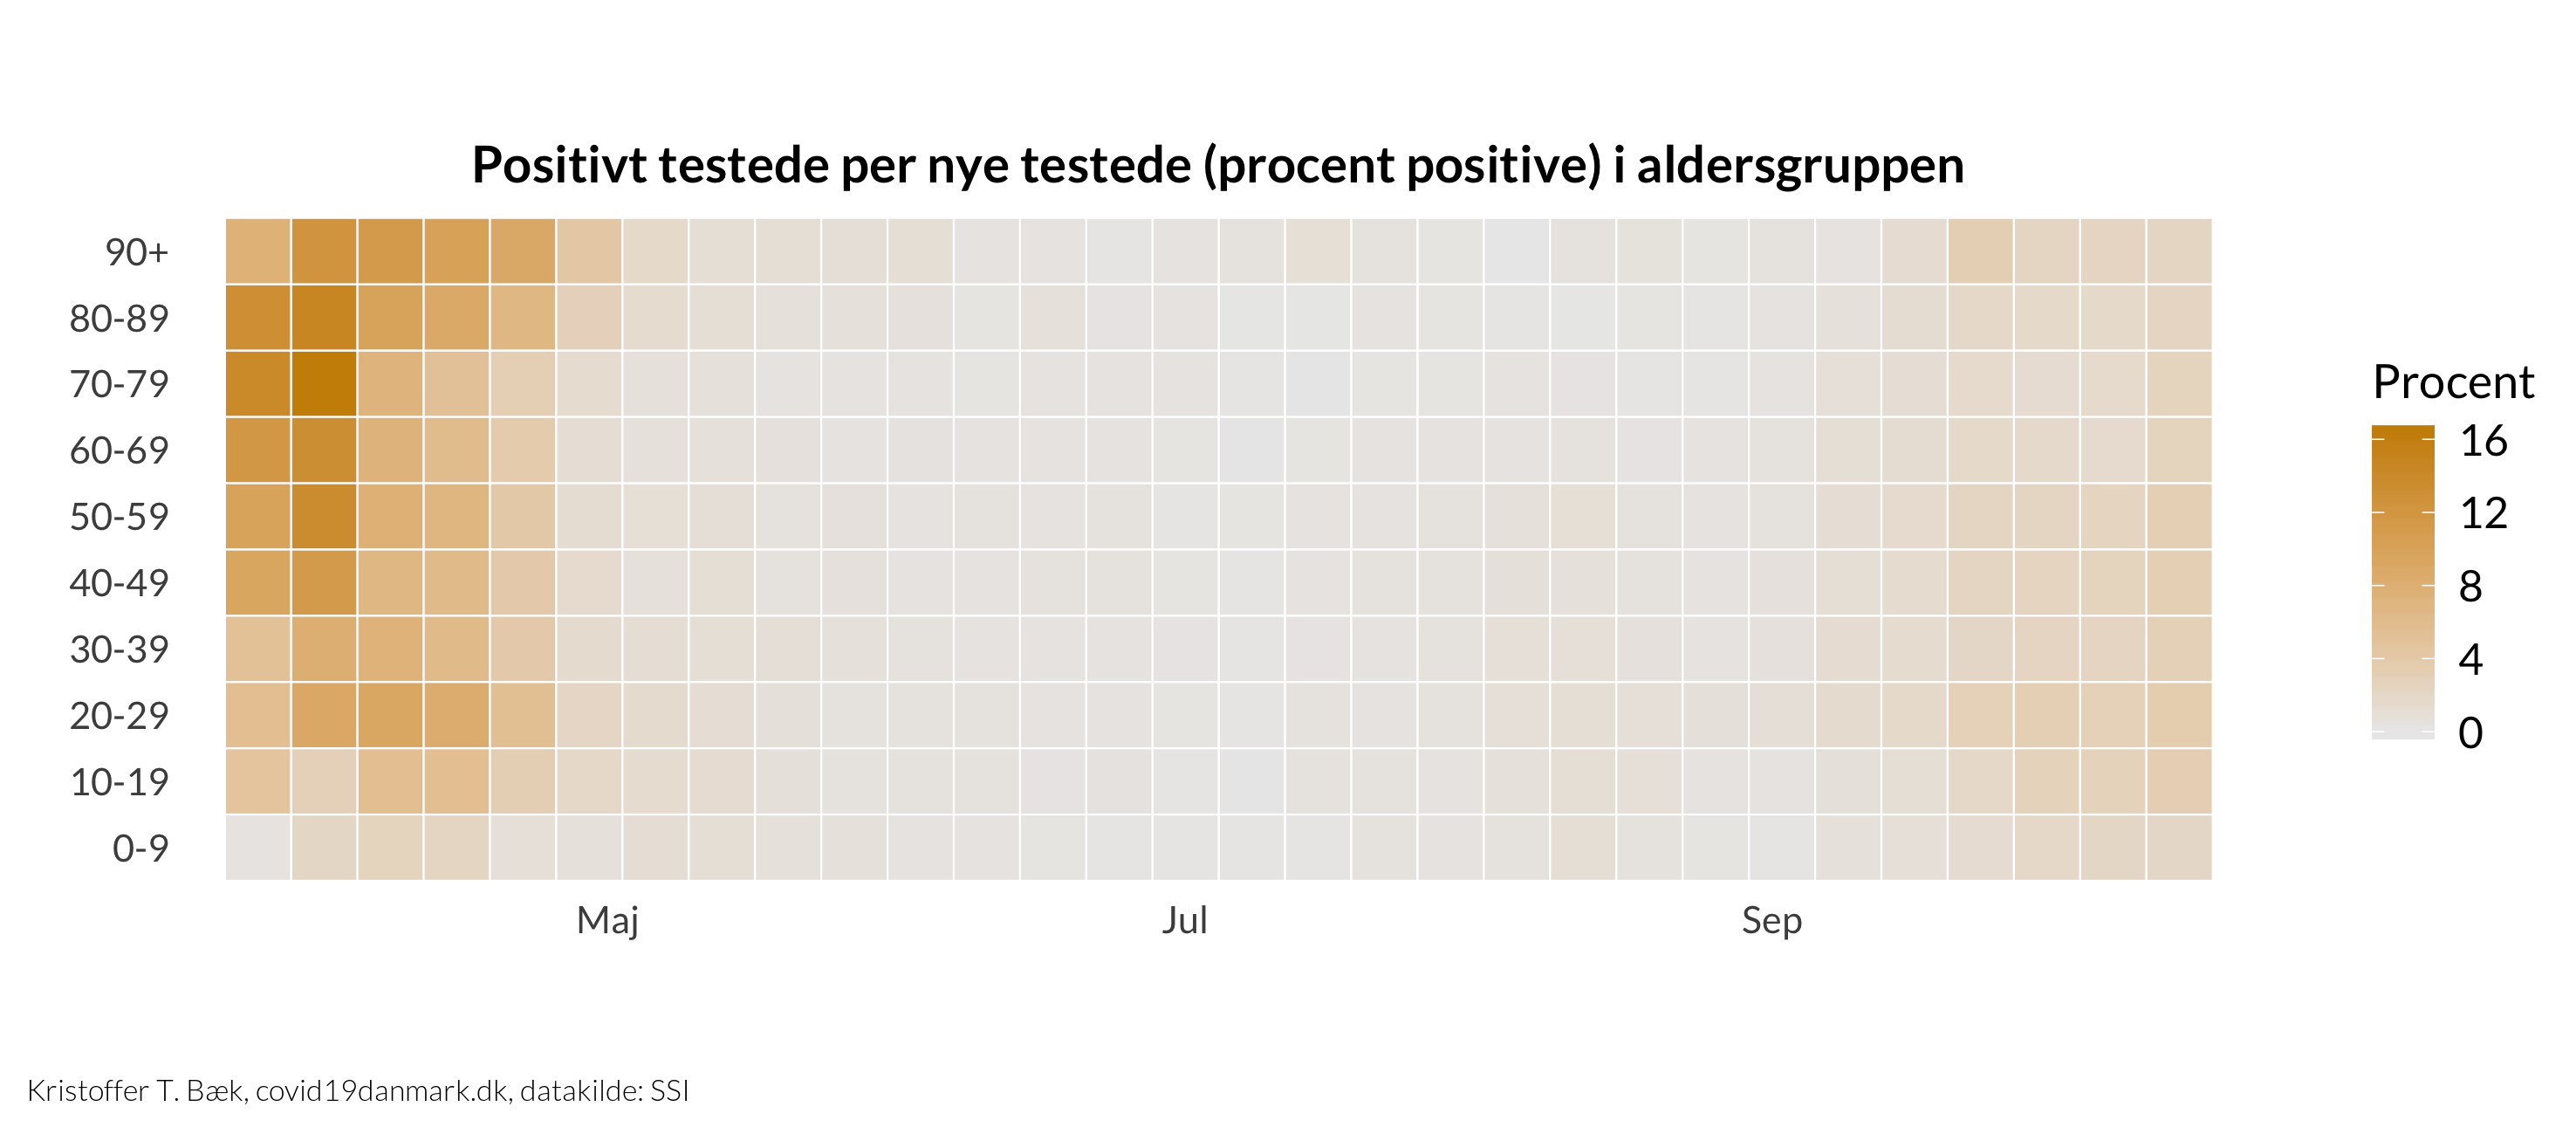 Positivt testede per nye testede (procent positive) i aldersgruppen
90+
80-89
70-79
60-69
50-59
40-49
30-39
20-29
10-19
0-9
Maj
Jul
Sep
Procent
16
12
8
4
0
Kristoffer T. Bæk, covid19danmark.dk, datakilde: SSI